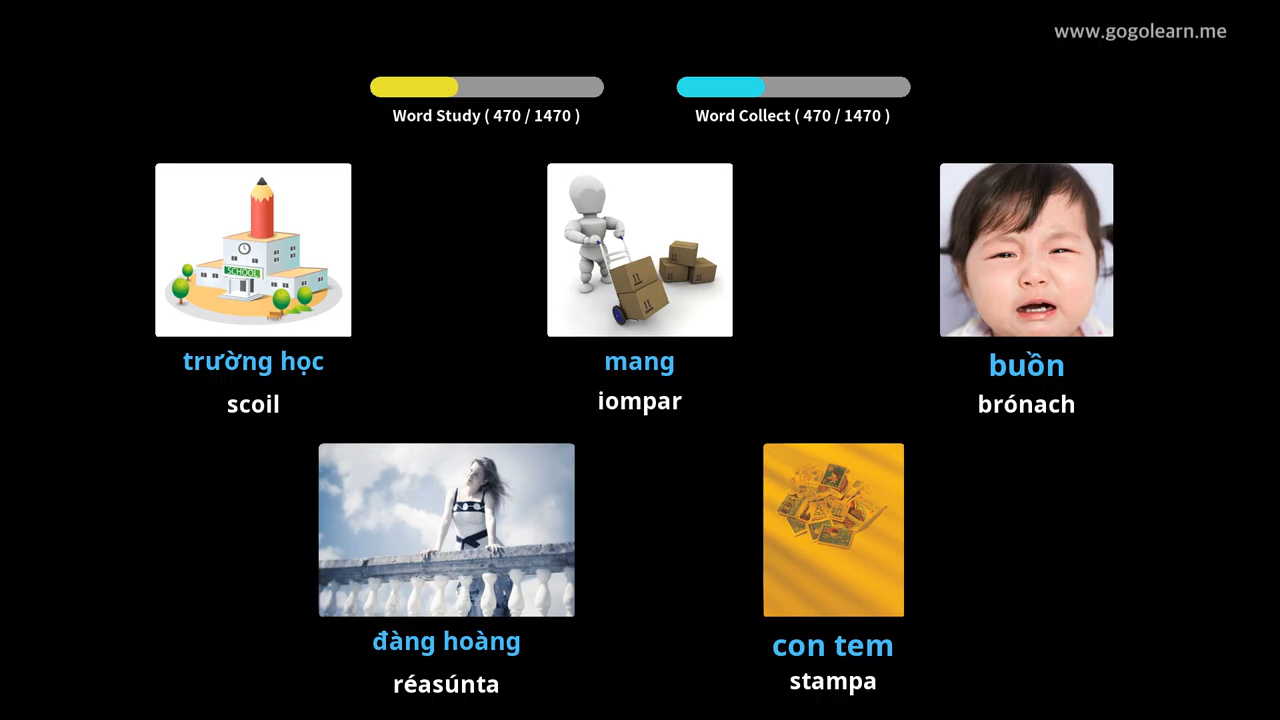 www.gogolearn.me
Word Study ( 470 / 1470 )
Word Collect ( 470 / 1470 )
SCHOOL
trường học
scoil
mang
iompar
buồn
brónach
đàng hoàng
réasúnta
con tem
stampa